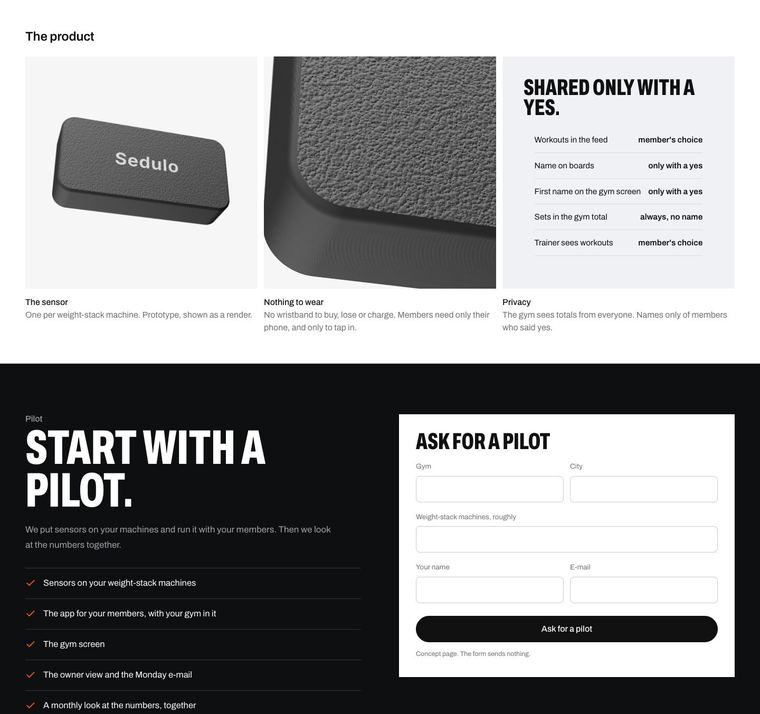 The product
Sedulo
SHARED ONLY WITH A
YES.
Workouts in the feed member's choice
Name on boards only with a yes
First name on the gym screen only with a yes
Sets in the gym total always, no name
Trainer sees workouts member's choice
The sensor
One per weight-stack machine. Prototype, shown as a render.
Nothing to wear
No wristband to buy, lose or charge. Members need only their
phone, and only to tap in.
Privacy
The gym sees totals from everyone. Names only of members
who said yes.
Pilot
START WITH A
PILOT.
We put sensors on your machines and run it with your members. Then we look
at the numbers together.
Sensors on your weight-stack machines
The app for your members, with your gym in it
The gym screen
The owner view and the Monday e-mail
A monthly look at the numbers, together
ASK FOR A PILOT
Gym City
Weight-stack machines, roughly
Your name E-mail
Ask for a pilot
Concept page. The form sends nothing.